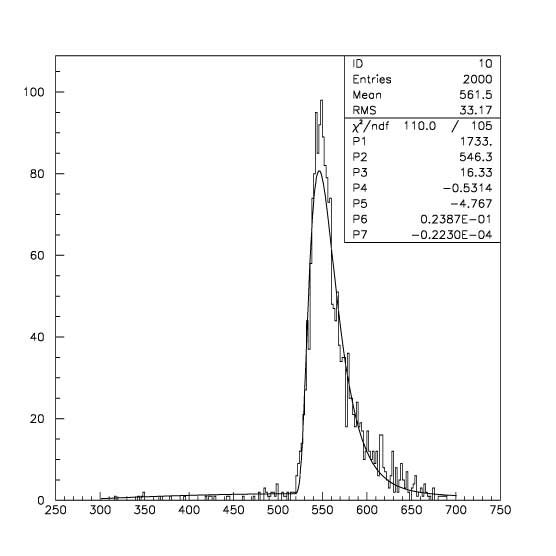 ID 10
Entries 2000
Mean 561.5
RMS 33.17
χ²/ndf 110.0 / 105
P1 1733.
P2 546.3
P3 16.33
P4 -0.5314
P5 -4.767
P6 0.2387E-01
P7 -0.2230E-04
100
80
60
40
20
0
250 300 350 400 450 500 550 600 650 700 750